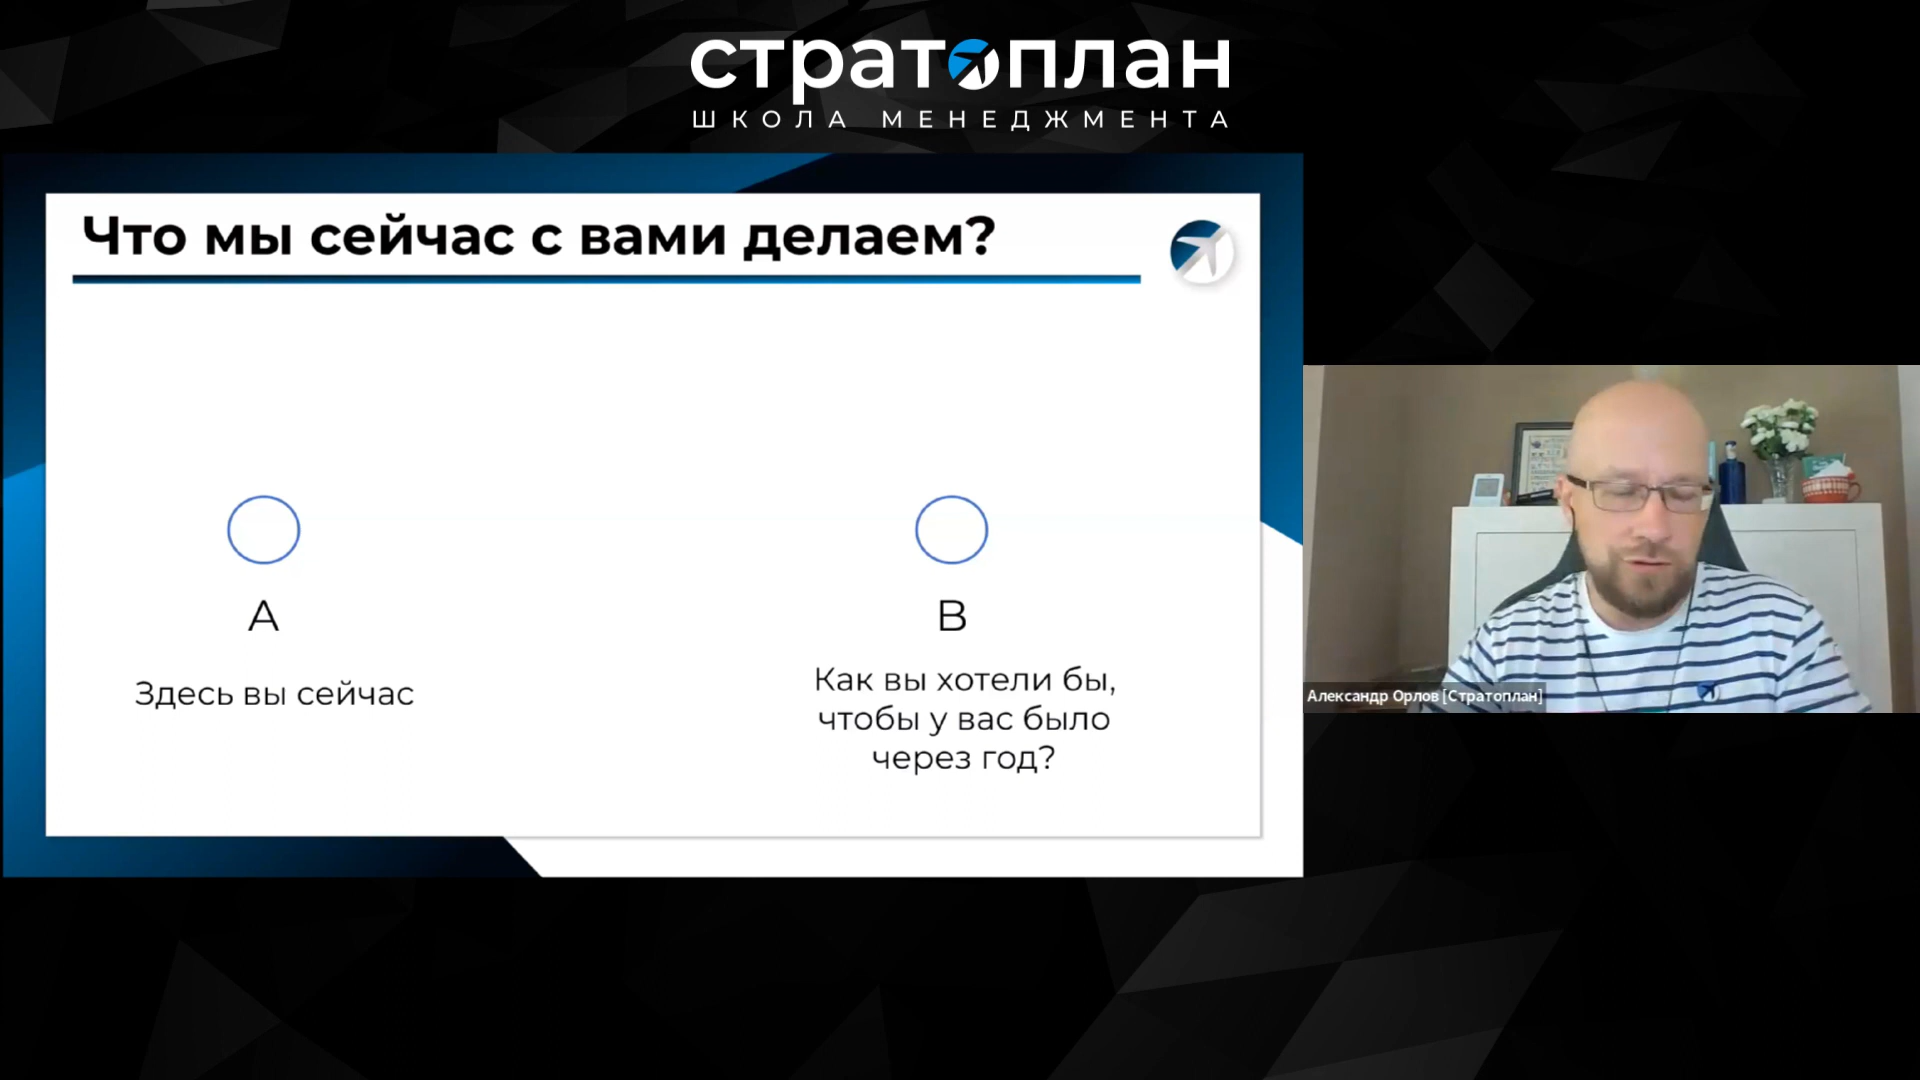 стратоплан
ШКОЛА МЕНЕДЖМЕНТА
Что мы сейчас с вами делаем?
A
Здесь вы сейчас
B
Как вы хотели бы,
чтобы у вас было
через год?
Александр Орлов [Стратоплан]